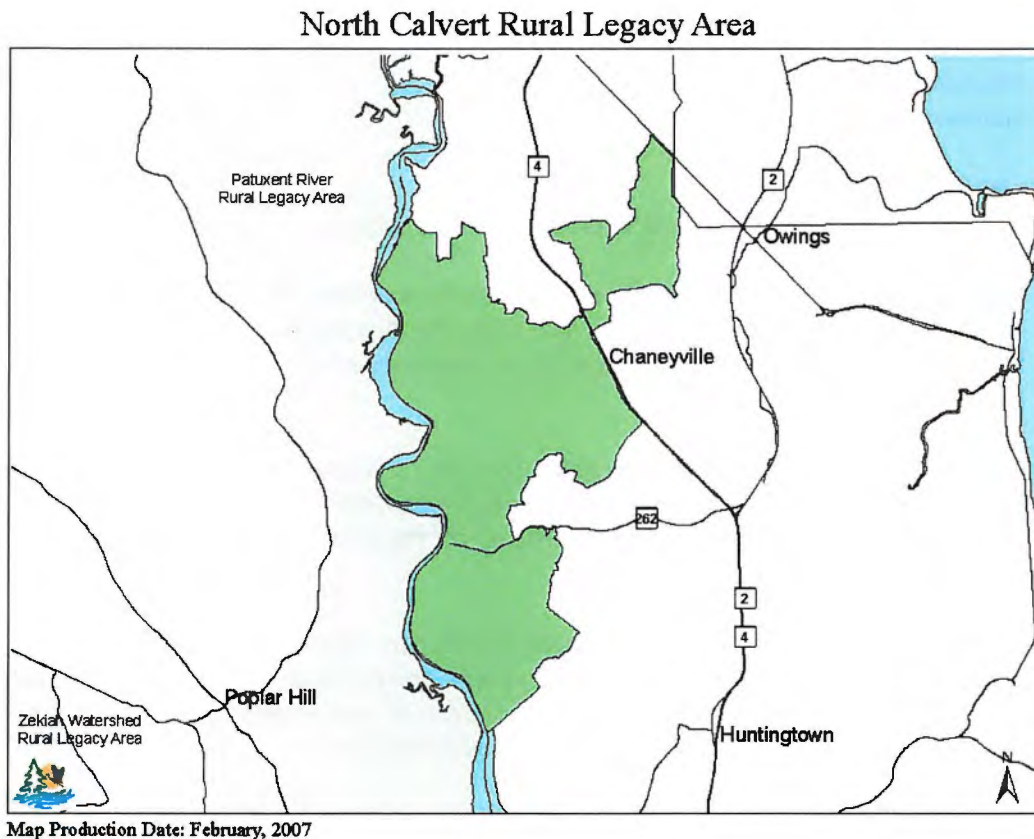 North Calvert Rural Legacy Area
Patuxent River
Rural Legacy Area
4
2
Owings
Chaneyville
262
2
4
Poplar Hill
Zekiah Watershed
Rural Legacy Area
Huntingtown
N
Map Production Date: February, 2007